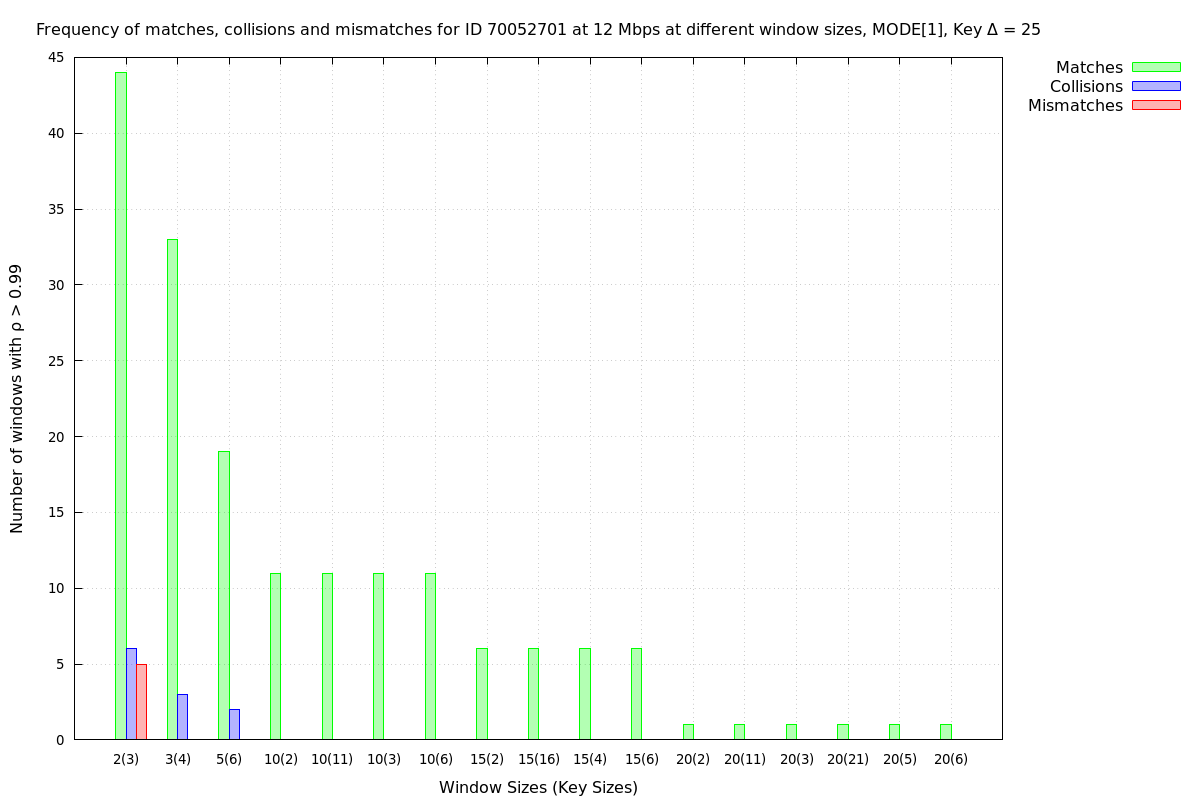 Frequency of matches, collisions and mismatches for ID 70052701 at 12 Mbps at different window sizes, MODE[1], Key Δ = 25
Matches
Collisions
Mismatches
Number of windows with ρ > 0.99
45
40
35
30
25
20
15
10
5
0
2(3) 3(4) 5(6) 10(2) 10(11) 10(3) 10(6) 15(2) 15(16) 15(4) 15(6) 20(2) 20(11) 20(3) 20(21) 20(5) 20(6)
Window Sizes (Key Sizes)